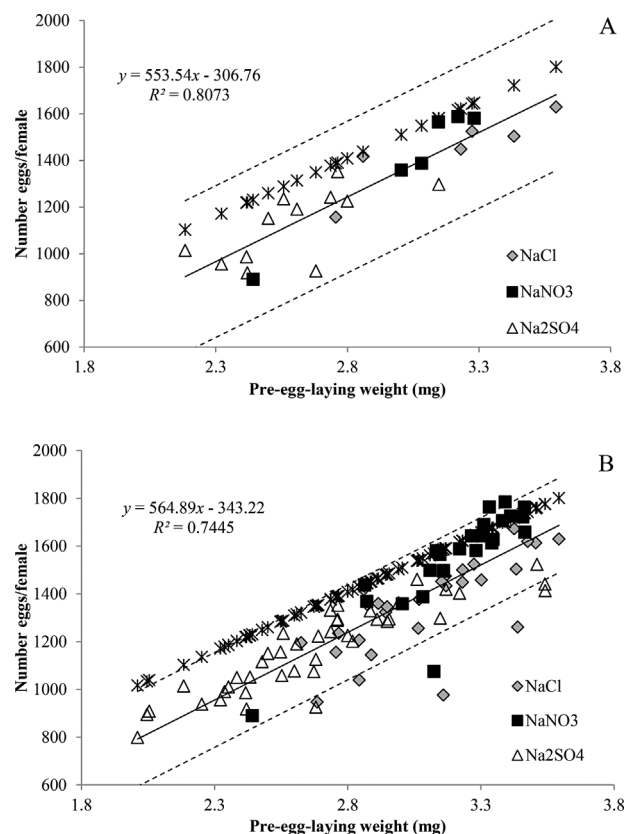 A
2000
1800
1600
1400
1200
1000
800
600
Number eggs/female
y = 553.54x - 306.76
R² = 0.8073
NaCl
NaNO3
Na2SO4
1.8 2.3 2.8 3.3 3.8
Pre-egg-laying weight (mg)
B
2000
1800
1600
1400
1200
1000
800
600
Number eggs/female
y = 564.89x - 343.22
R² = 0.7445
NaCl
NaNO3
Na2SO4
1.8 2.3 2.8 3.3 3.8
Pre-egg-laying weight (mg)